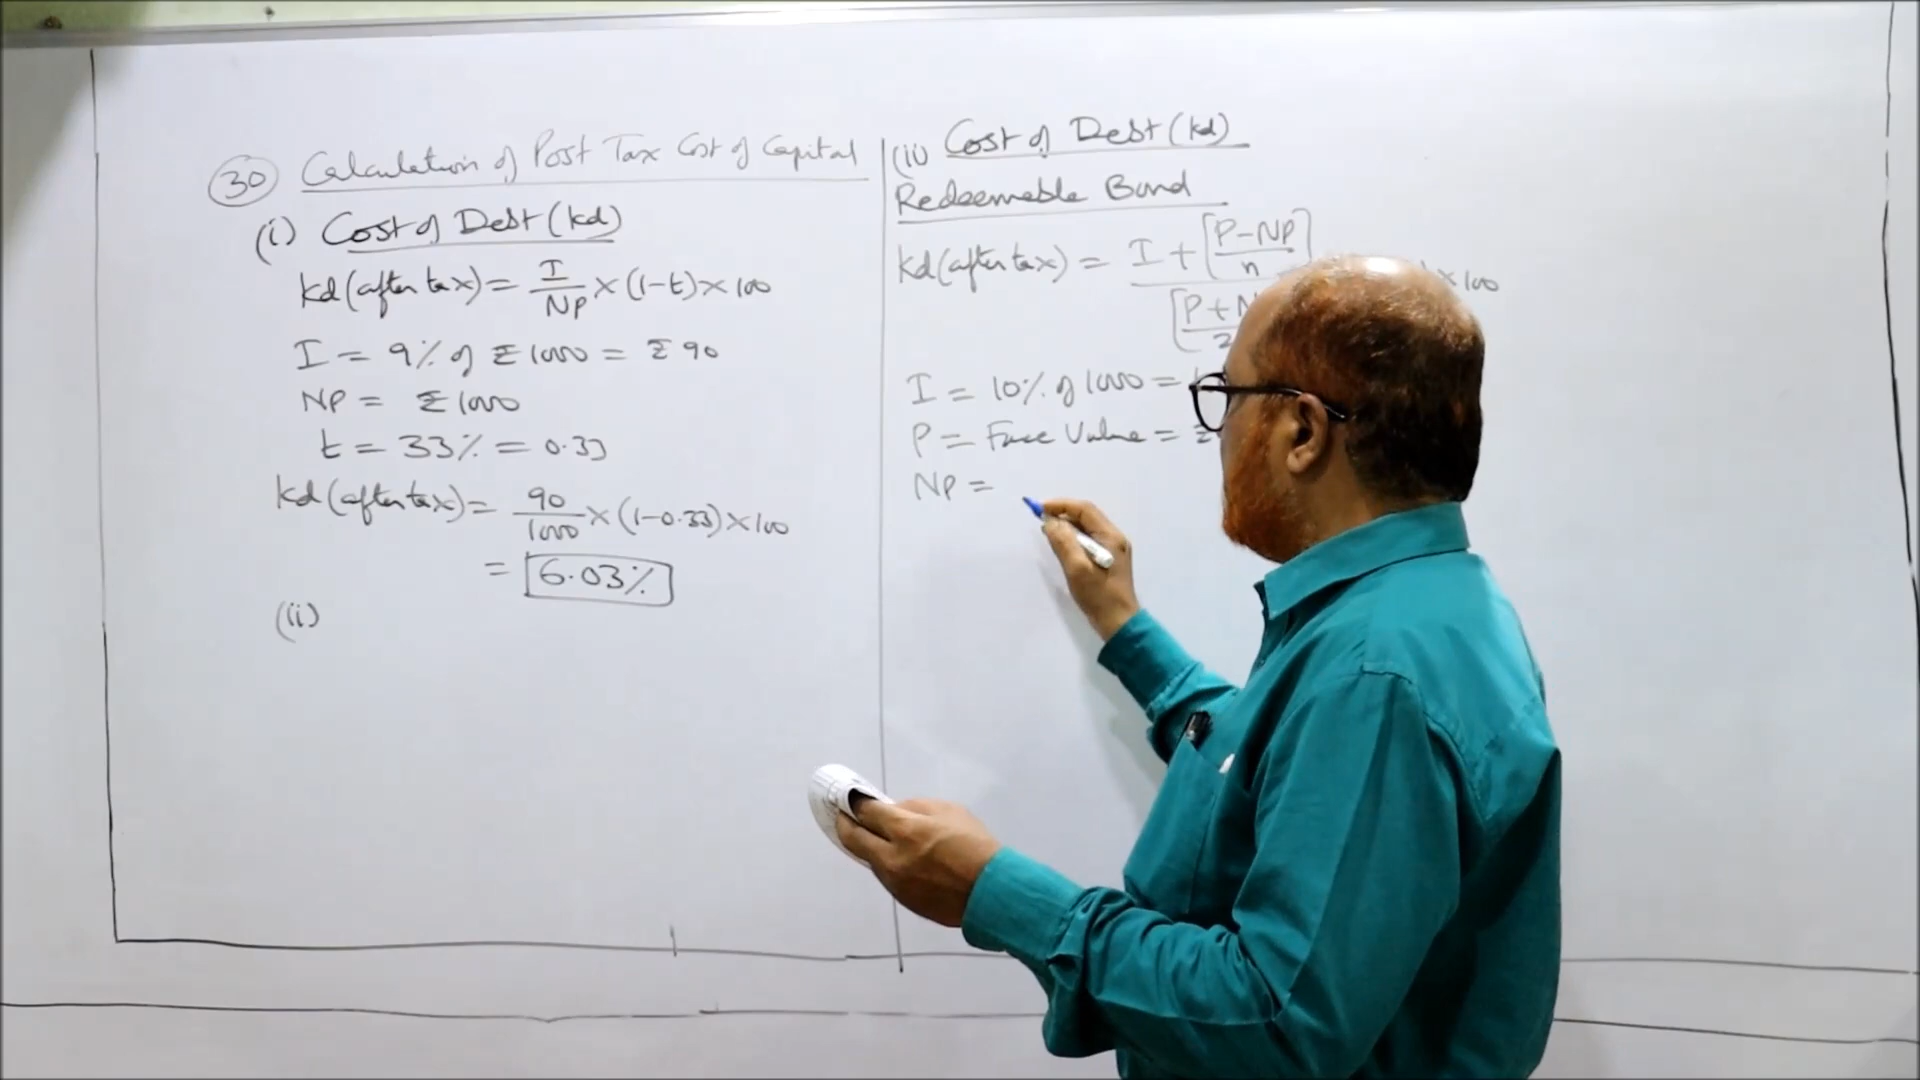 30 Calculation of Post Tax Cost of Capital
(i) Cost of Debt (kd)
kd (after tax) = I/NP × (1-t) × 100
I = 9% of ₹1000 = ₹90
NP = ₹1000
t = 33% = 0.33
kd (after tax) = 90/1000 × (1-0.33) × 100
= 6.03%
(ii)
(ii) Cost of Debt (kd)
Redeemable Bond
kd (after tax) = I + [P-NP/n] / [P+N 2 × 100
I = 10% of 1000 =
P = Face Value = ₹
NP =